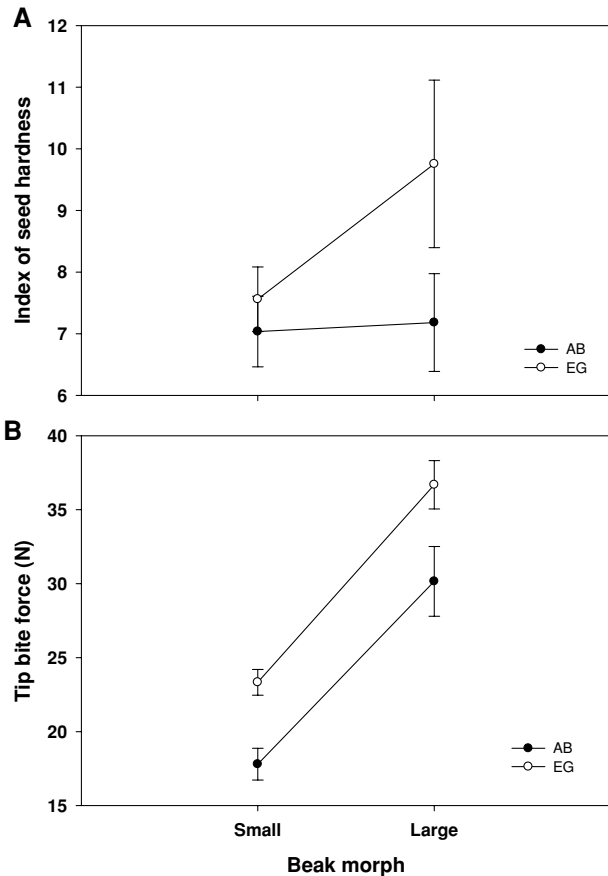 A
12
11
10
9
8
7
6
Index of seed hardness
AB
EG
B
40
35
30
25
20
15
Tip bite force (N)
AB
EG
Small Large
Beak morph